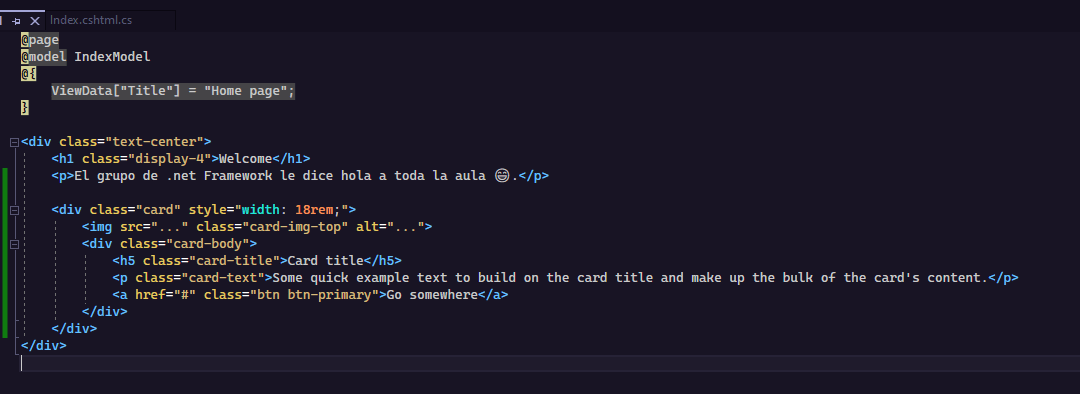 Index.cshtml.cs
@page
@model IndexModel
@{
    ViewData["Title"] = "Home page";
}
<div class="text-center">
    <h1 class="display-4">Welcome</h1>
    <p>El grupo de .net Framework le dice hola a toda la aula 😄.</p>
    <div class="card" style="width: 18rem;">
        <img src="..." class="card-img-top" alt="...">
        <div class="card-body">
            <h5 class="card-title">Card title</h5>
            <p class="card-text">Some quick example text to build on the card title and make up the bulk of the card's content.</p>
            <a href="#" class="btn btn-primary">Go somewhere</a>
        </div>
    </div>
</div>